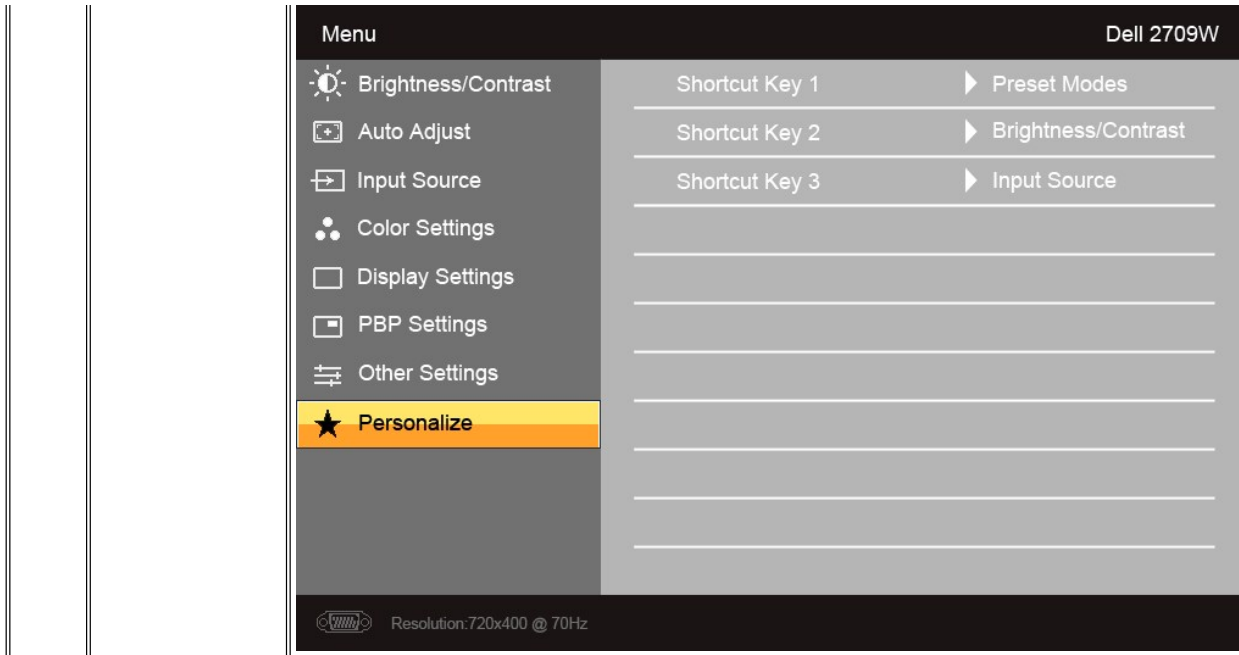 Menu Dell 2709W
Brightness/Contrast Shortcut Key 1 Preset Modes
Auto Adjust Shortcut Key 2 Brightness/Contrast
Input Source Shortcut Key 3 Input Source
Color Settings
Display Settings
PBP Settings
Other Settings
Personalize
Resolution:720x400 @ 70Hz